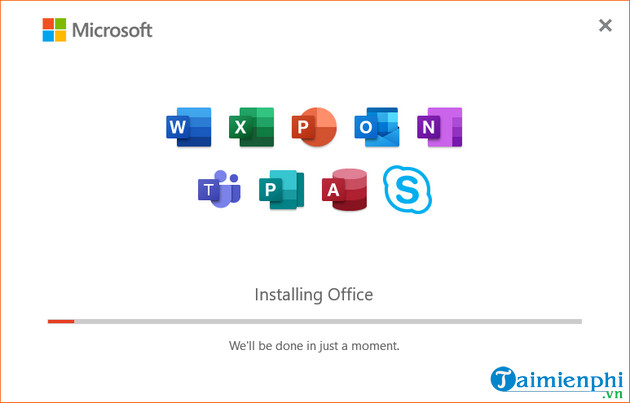 Microsoft
W X P O N
T P A S
Installing Office
We'll be done in just a moment.
Taimienphi
.vn